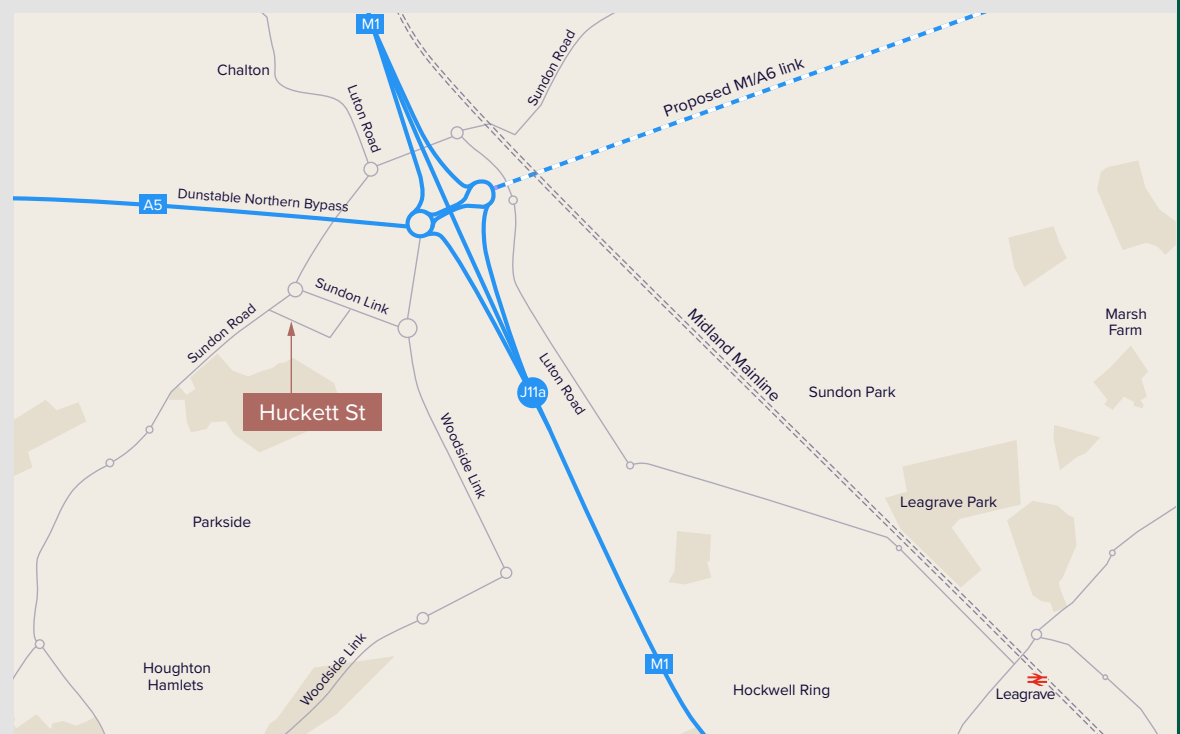 M1
Chalton
Sundon Road
Proposed M1/A6 link
Luton Road
A5
Dunstable Northern Bypass
Sundon Link
Sundon Road
Midland Mainline
Marsh
Farm
Huckett St
J11a
Luton Road
Sundon Park
Woodside Link
Leagrave Park
Parkside
Woodside Link
Houghton
Hamlets
M1
Hockwell Ring
Leagrave